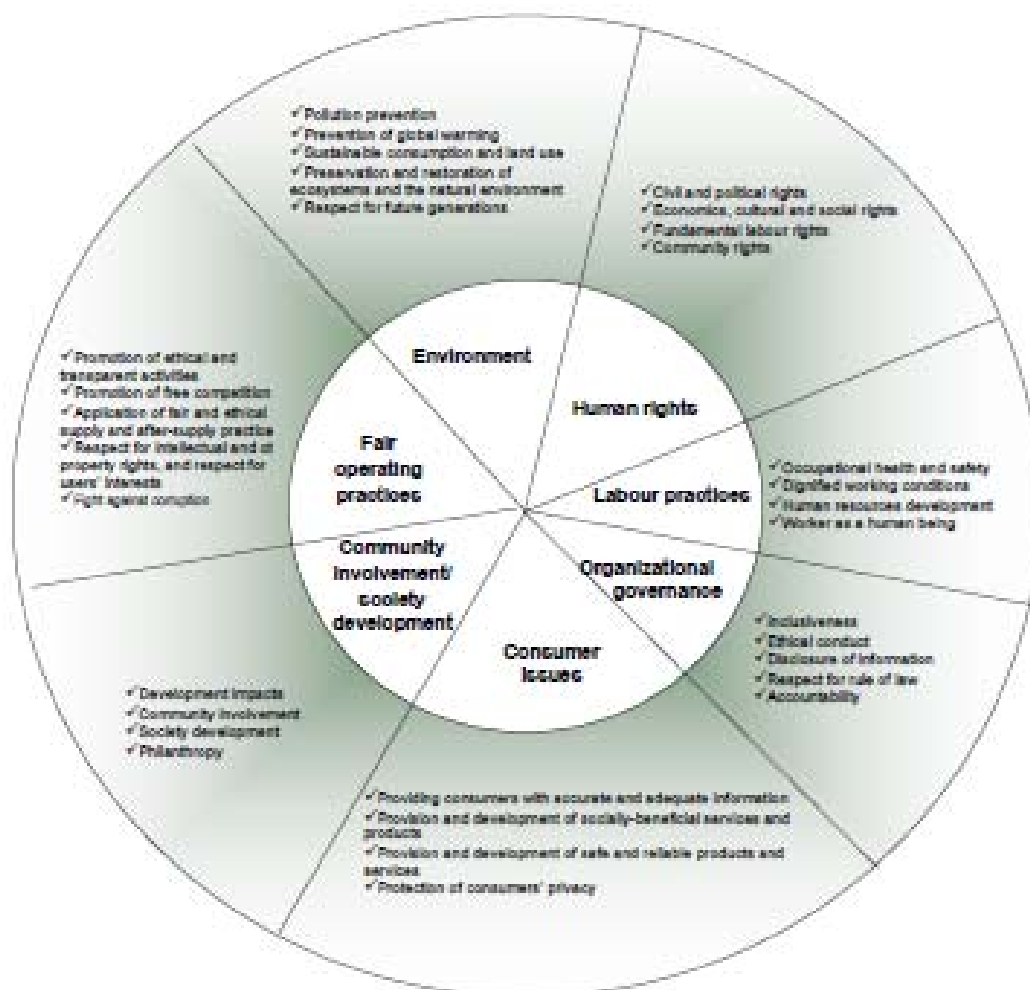 ✓Pollution prevention
✓Prevention of global warming
✓Sustainable consumption and land use
✓Preservation and restoration of
ecosystems and the natural environment
✓Respect for future generations
✓Civil and political rights
✓Economics, cultural and social rights
✓Fundamental labour rights
✓Community rights
Environment
Human rights
✓Promotion of ethical and
transparent activities
✓Promotion of free competition
✓Application of fair and ethical
supply and after-supply practice
✓Respect for intellectual and ot
property rights, and respect for
users' interests
✓Fight against corruption
Fair
operating
practices
Labour practices
✓Occupational health and safety
✓Dignified working conditions
✓Human resources development
✓Worker as a human being
Community
involvement/
society
development
Organizational
governance
✓Inclusiveness
✓Ethical conduct
✓Disclosure of information
✓Respect for rule of law
✓Accountability
Consumer
issues
✓Development impacts
✓Community involvement
✓Society development
✓Philanthropy
✓Providing consumers with accurate and adequate information
✓Provision and development of socially-beneficial services and
products
✓Provision and development of safe and reliable products and
services
✓Protection of consumers' privacy